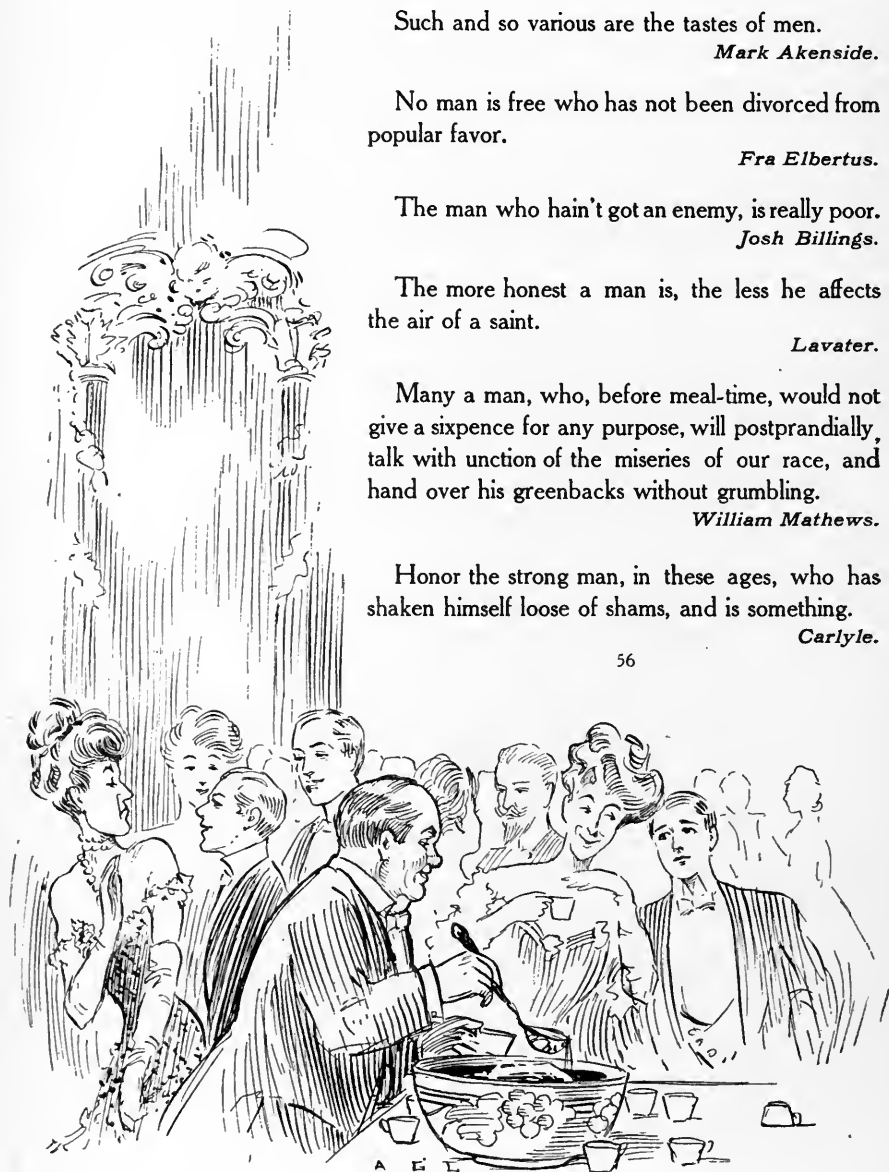 Such and so various are the tastes of men.
Mark Akenside.
No man is free who has not been divorced from
popular favor.
Fra Elbertus.
The man who hain't got an enemy, is really poor.
Josh Billings.
The more honest a man is, the less he affects
the air of a saint.
Lavater.
Many a man, who, before meal-time, would not
give a sixpence for any purpose, will postprandially,
talk with unction of the miseries of our race, and
hand over his greenbacks without grumbling.
William Mathews.
Honor the strong man, in these ages, who has
shaken himself loose of shams, and is something.
Carlyle.
56